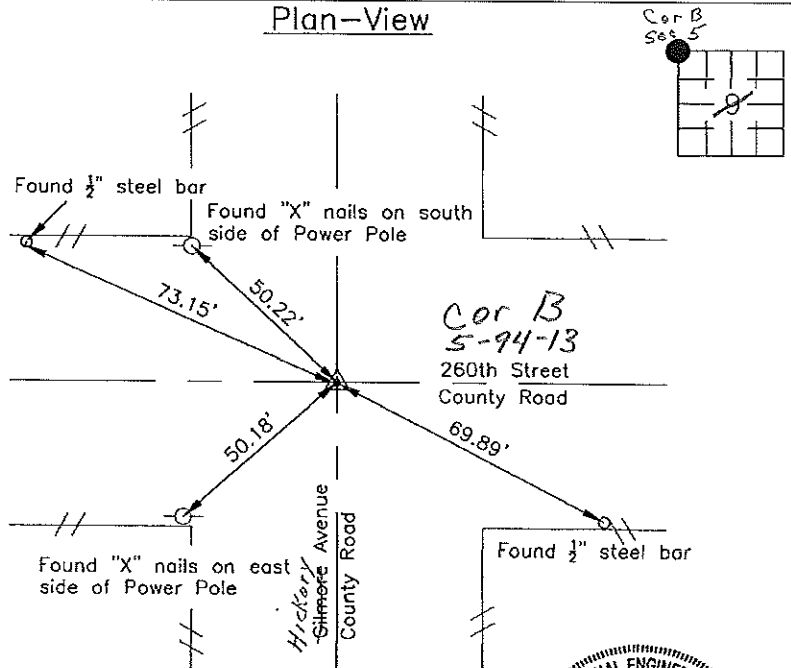 Plan-View
Cor B
Sec 5
9
Found ½" steel bar
Found "X" nails on south
side of Power Pole
73.15'
50.22'
Cor B
5-94-13
260th Street
County Road
50.18'
69.89'
Found "X" nails on east
side of Power Pole
Hickory
Gilmore Avenue
County Road
Found ½" steel bar